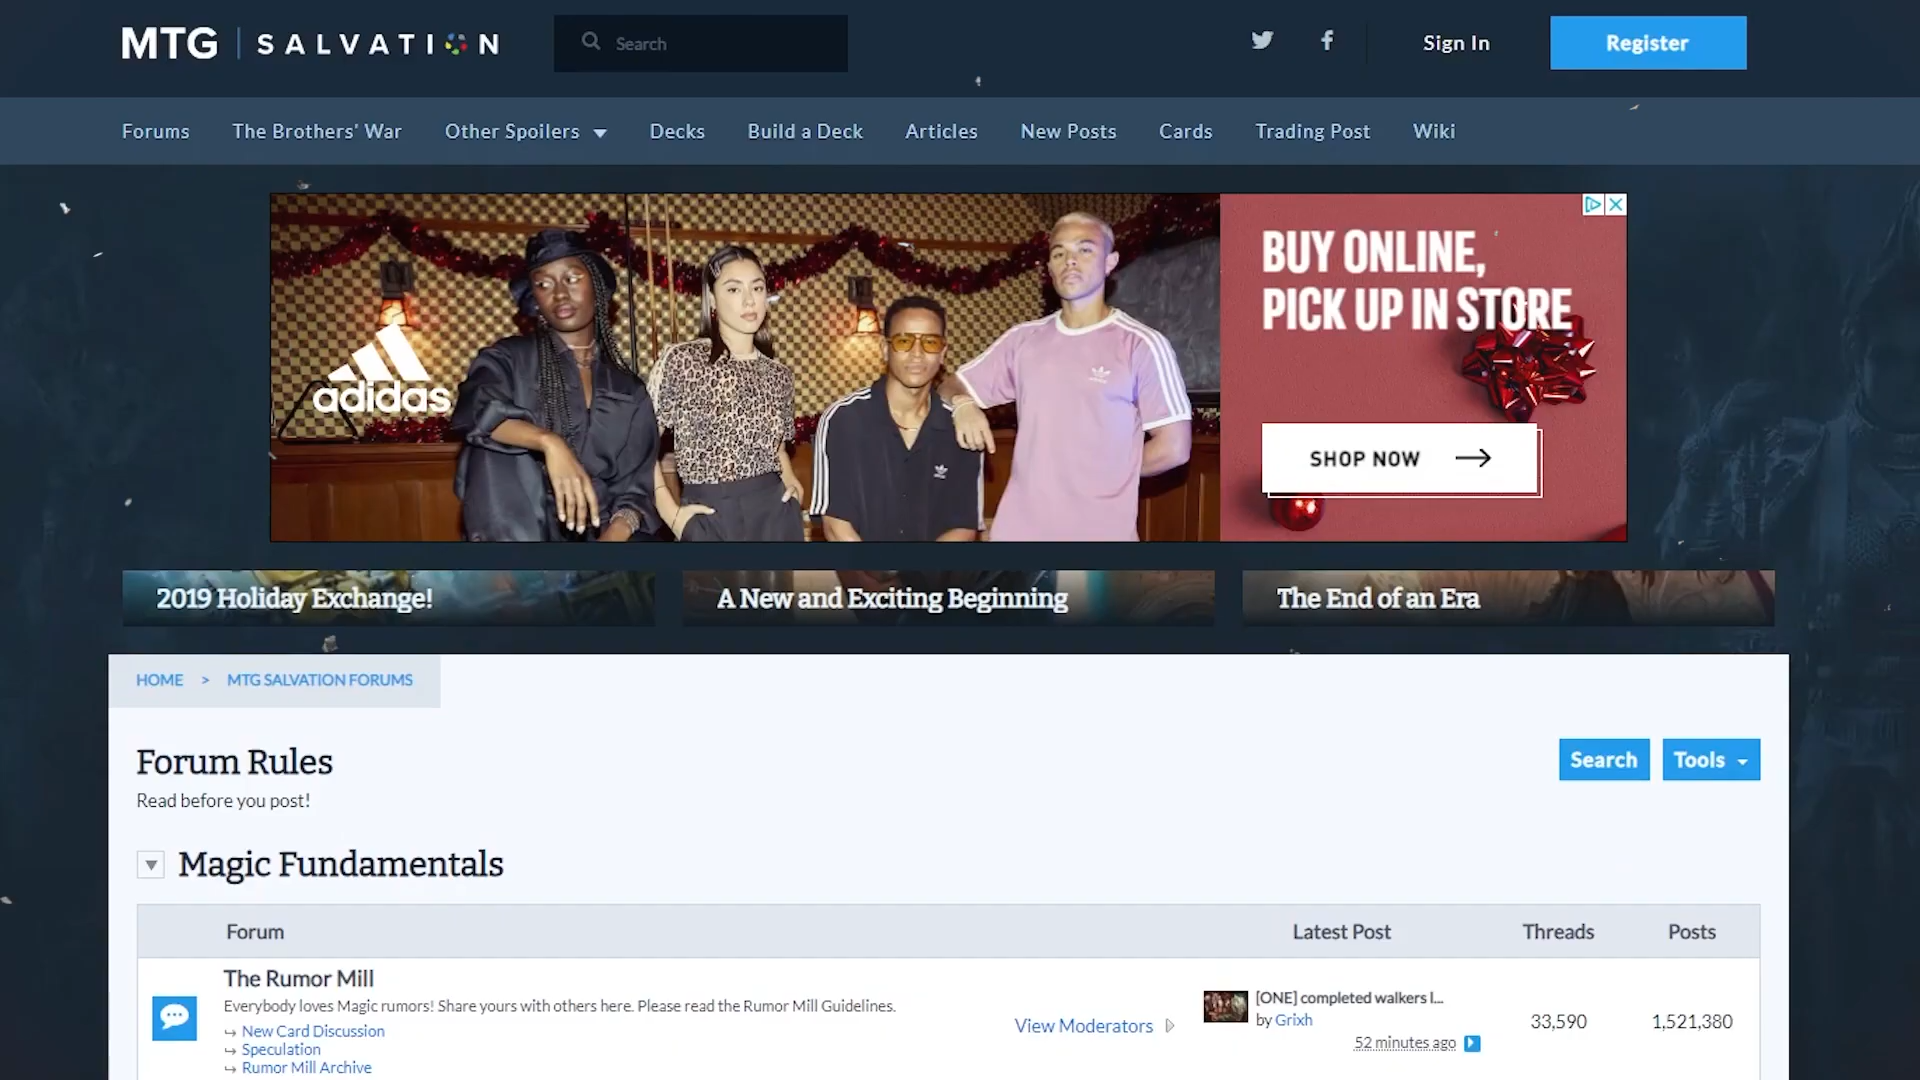 MTG | SALVATION
Search
Sign In
Register
Forums
The Brothers' War
Other Spoilers
Decks
Build a Deck
Articles
New Posts
Cards
Trading Post
Wiki
adidas
BUY ONLINE,
PICK UP IN STORE
SHOP NOW
2019 Holiday Exchange!
A New and Exciting Beginning
The End of an Era
HOME > MTG SALVATION FORUMS
Forum Rules
Read before you post!
Search
Tools
Magic Fundamentals
Forum
Latest Post
Threads
Posts
The Rumor Mill
Everybody loves Magic rumors! Share yours with others here. Please read the Rumor Mill Guidelines.
New Card Discussion
Speculation
Rumor Mill Archive
View Moderators
[ONE] completed walkers l...
by Grixh
52 minutes ago
33,590
1,521,380